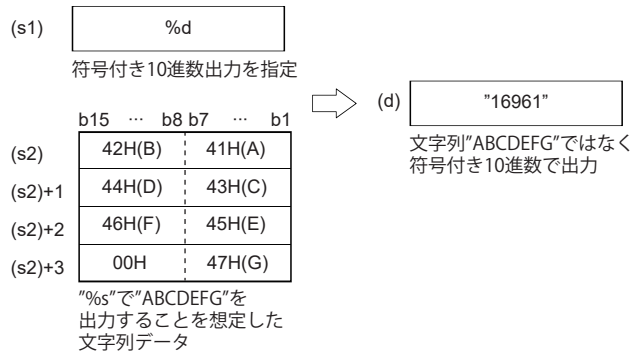 (s1) %d
符号付き10進数出力を指定
(d) "16961"
文字列"ABCDEFG"ではなく
符号付き10進数で出力
b15 … b8 b7 … b1
(s2) 42H(B) 41H(A)
(s2)+1 44H(D) 43H(C)
(s2)+2 46H(F) 45H(E)
(s2)+3 00H 47H(G)
"%s"で"ABCDEFG"を
出力することを想定した
文字列データ